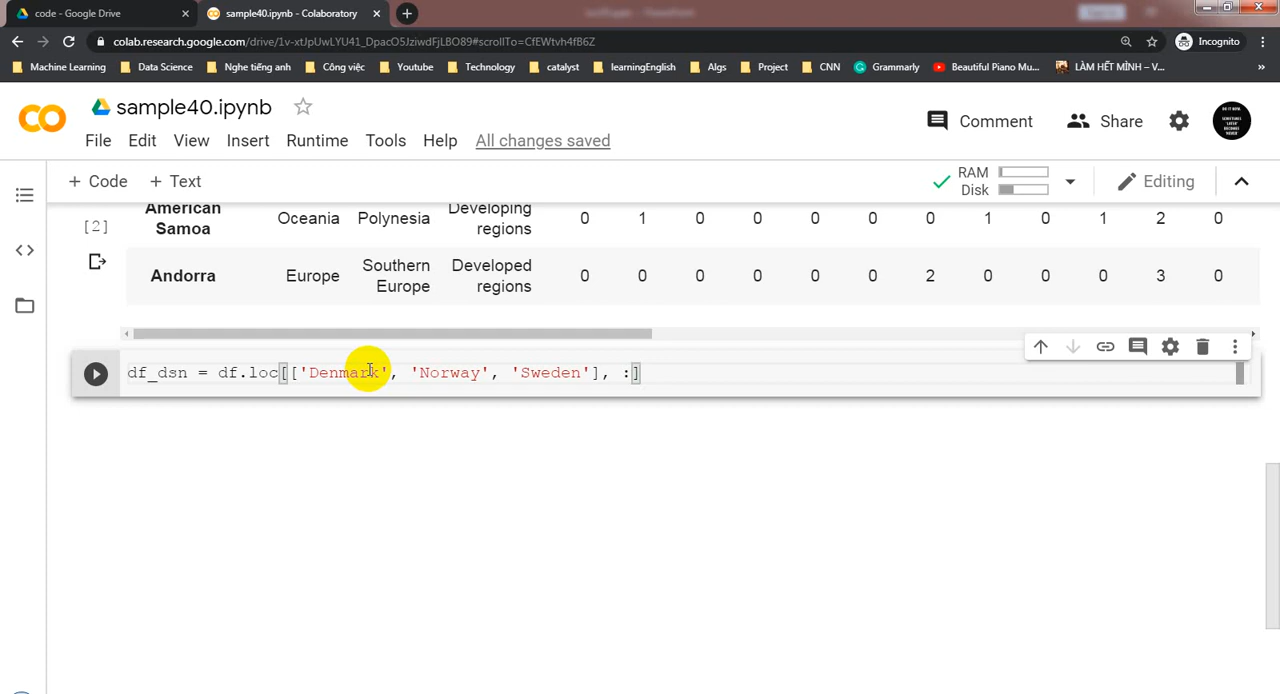 code - Google Drive
sample40.ipynb - Colaboratory
colab.research.google.com/drive/1v-xtJpUwLYU41_DpacO5JziwdFjLBO89#scrollTo=CfEWtvh4fB6Z
Incognito
Machine Learning
Data Science
Nghe tiếng anh
Công việc
Youtube
Technology
catalyst
learningEnglish
Algs
Project
CNN
Grammarly
Beautiful Piano Mu...
LÀM HẾT MÌNH – V...
sample40.ipynb
Comment
Share
File Edit View Insert Runtime Tools Help All changes saved
+ Code + Text
RAM
Disk
Editing
[2]
American Oceania Polynesia Developing 0 1 0 0 0 0 0 1 0 1 2 0
Samoa regions
Andorra Europe Southern Developed 0 0 0 0 0 0 2 0 0 0 3 0
Europe regions
df_dsn = df.loc[['Denmark', 'Norway', 'Sweden'], :]